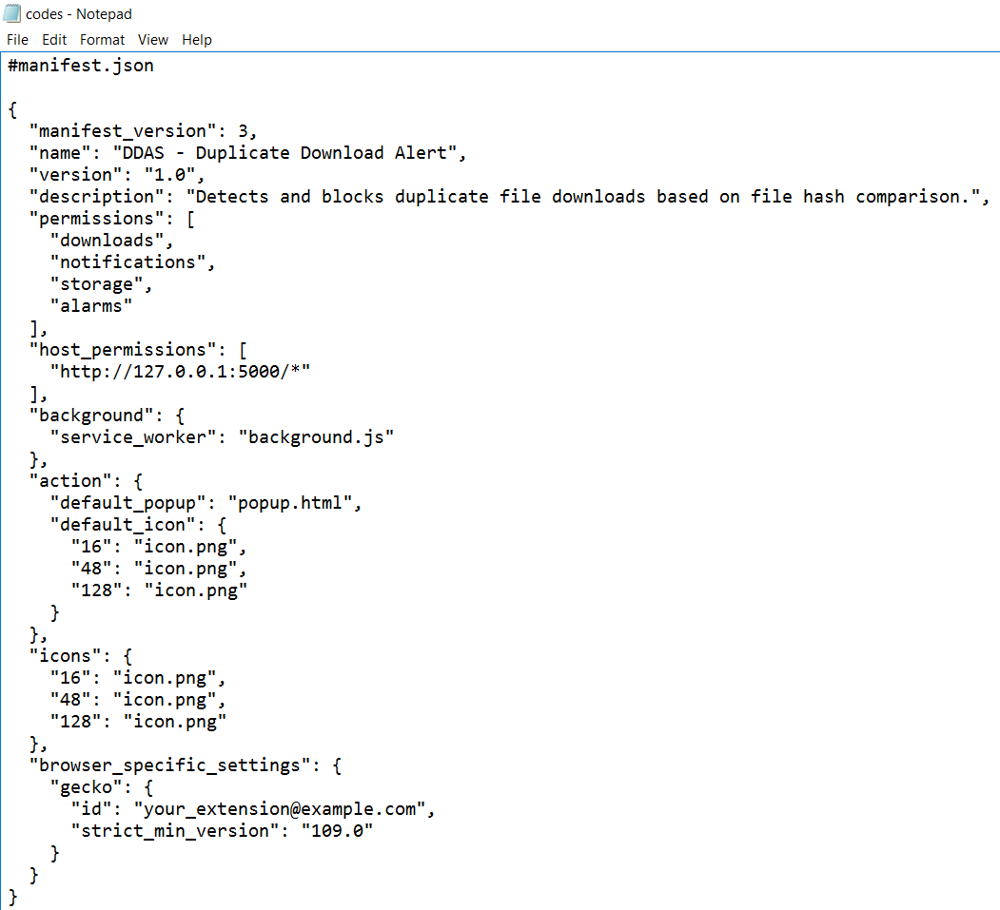 codes - Notepad
File Edit Format View Help
#manifest.json

{
  "manifest_version": 3,
  "name": "DDAS - Duplicate Download Alert",
  "version": "1.0",
  "description": "Detects and blocks duplicate file downloads based on file hash comparison.",
  "permissions": [
    "downloads",
    "notifications",
    "storage",
    "alarms"
  ],
  "host_permissions": [
    "http://127.0.0.1:5000/*"
  ],
  "background": {
    "service_worker": "background.js"
  },
  "action": {
    "default_popup": "popup.html",
    "default_icon": {
      "16": "icon.png",
      "48": "icon.png",
      "128": "icon.png"
    }
  },
  "icons": {
    "16": "icon.png",
    "48": "icon.png",
    "128": "icon.png"
  },
  "browser_specific_settings": {
    "gecko": {
      "id": "your_extension@example.com",
      "strict_min_version": "109.0"
    }
  }
}